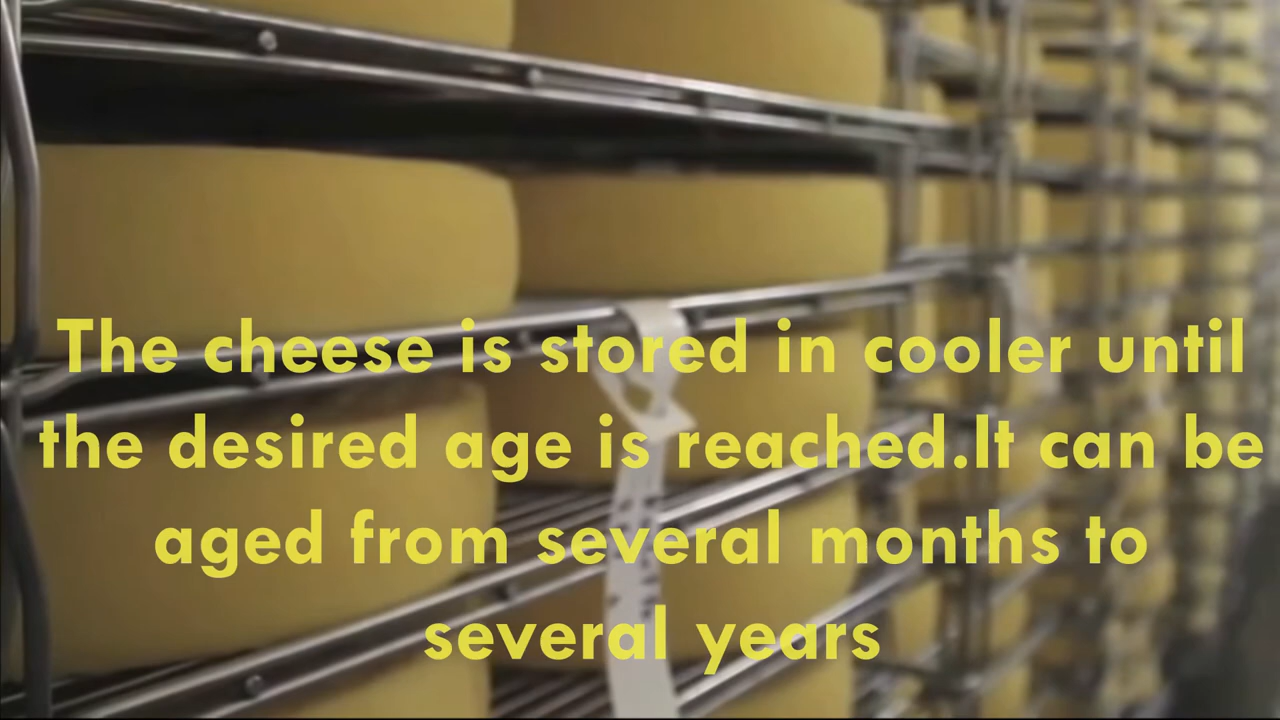 The cheese is stored in cooler until
the desired age is reached.It can be
aged from several months to
several years